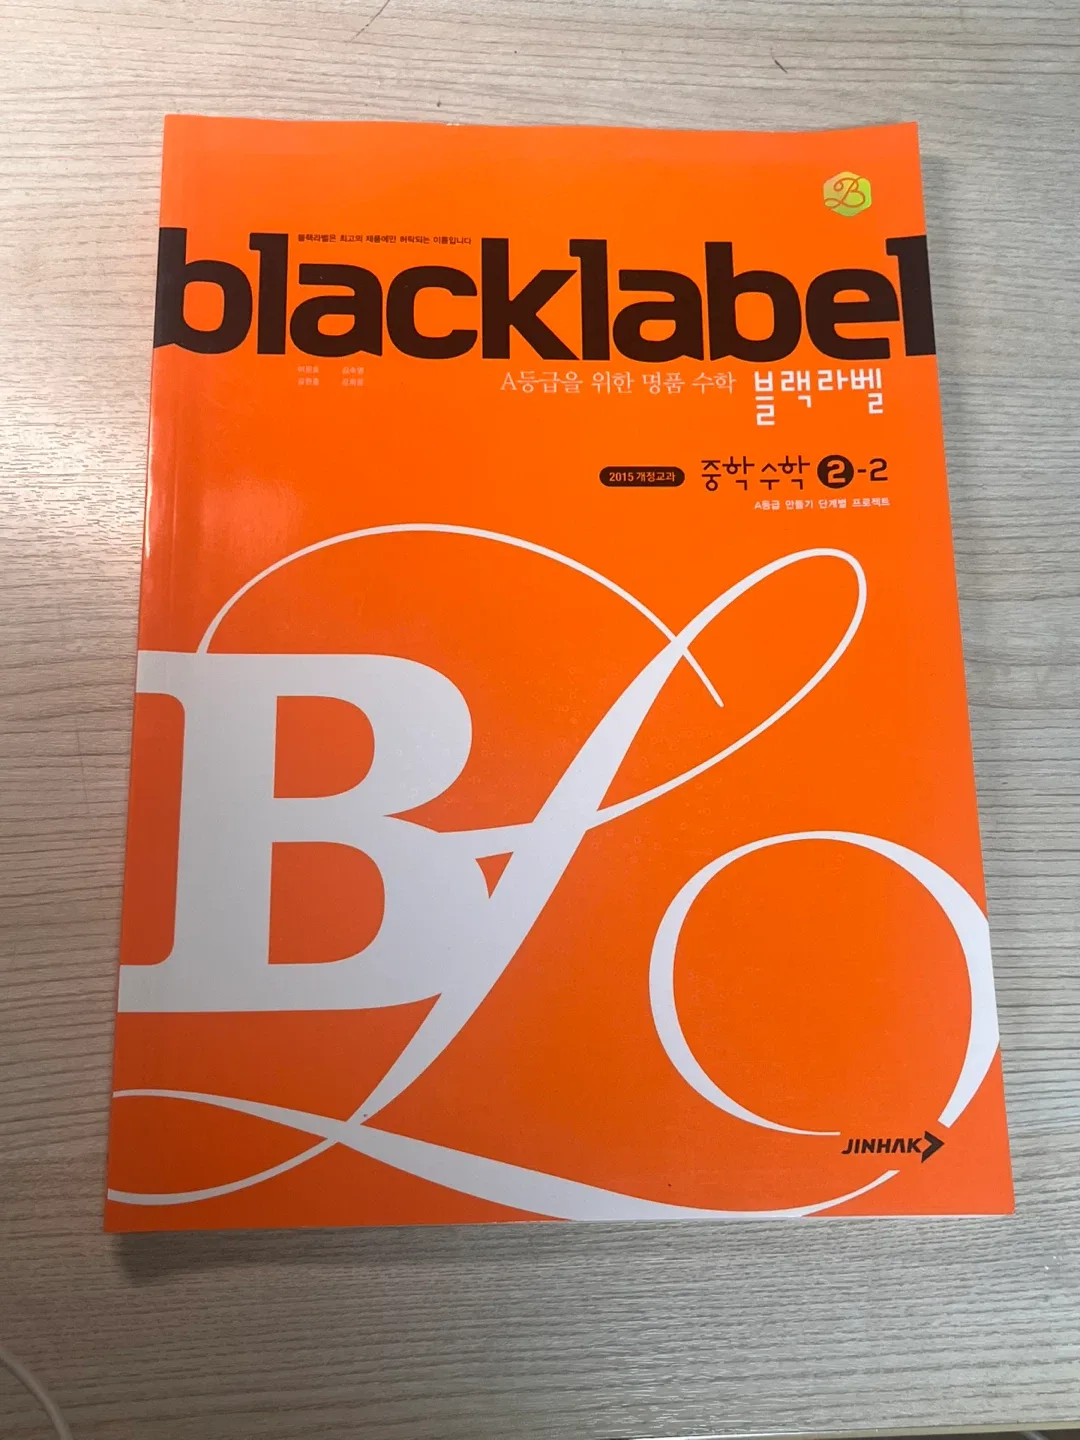 B
블랙라벨은 최고의 제품에만 허락되는 이름입니다
blacklabel
A등급을 위한 명품 수학 블랙라벨
2015 개정교과 중학 수학 2-2
A등급 만들기 단계별 프로젝트
JINHAK